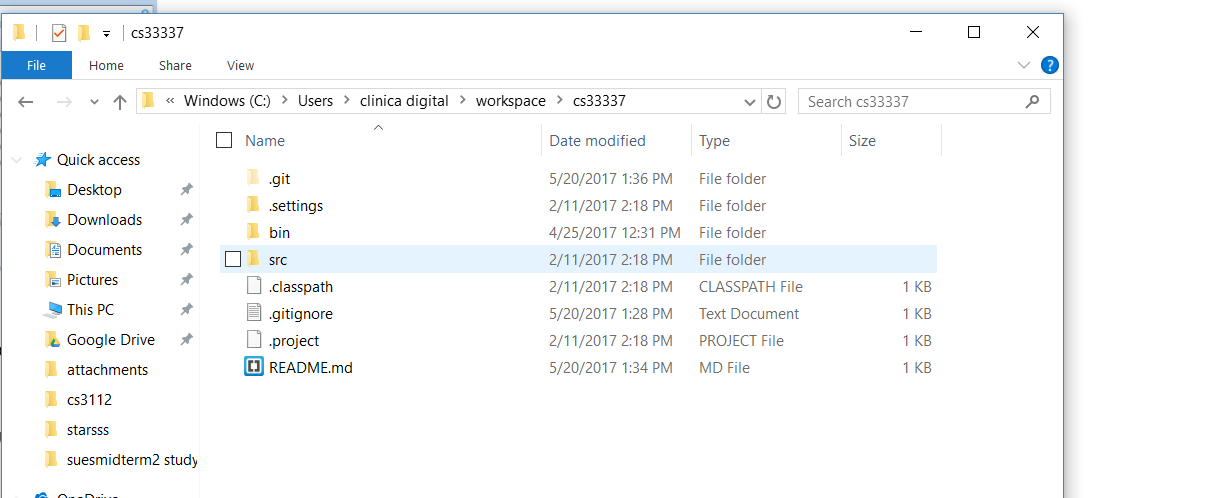 cs33337
File Home Share View
« Windows (C:) > Users > clinica digital > workspace > cs33337
Search cs33337
Name Date modified Type Size
Quick access
Desktop
Downloads
Documents
Pictures
This PC
Google Drive
attachments
cs3112
starsss
suesmidterm2 study
OneDrive
.git 5/20/2017 1:36 PM File folder
.settings 2/11/2017 2:18 PM File folder
bin 4/25/2017 12:31 PM File folder
src 2/11/2017 2:18 PM File folder
.classpath 2/11/2017 2:18 PM CLASSPATH File 1 KB
.gitignore 5/20/2017 1:28 PM Text Document 1 KB
.project 2/11/2017 2:18 PM PROJECT File 1 KB
README.md 5/20/2017 1:34 PM MD File 1 KB